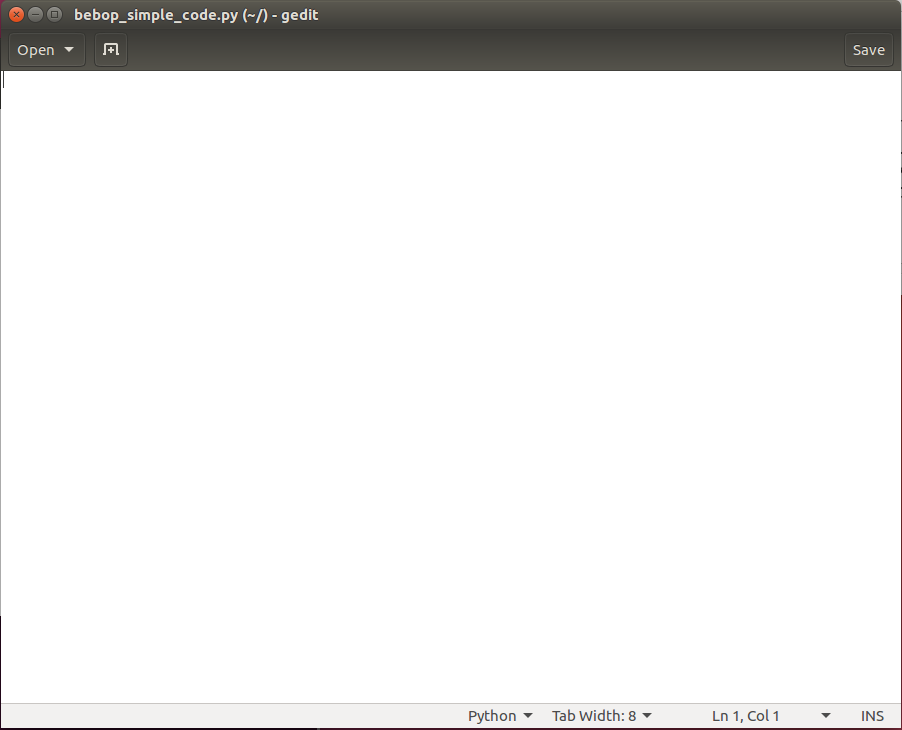 bebop_simple_code.py (~/) - gedit
Open
Save
Python
Tab Width: 8
Ln 1, Col 1
INS